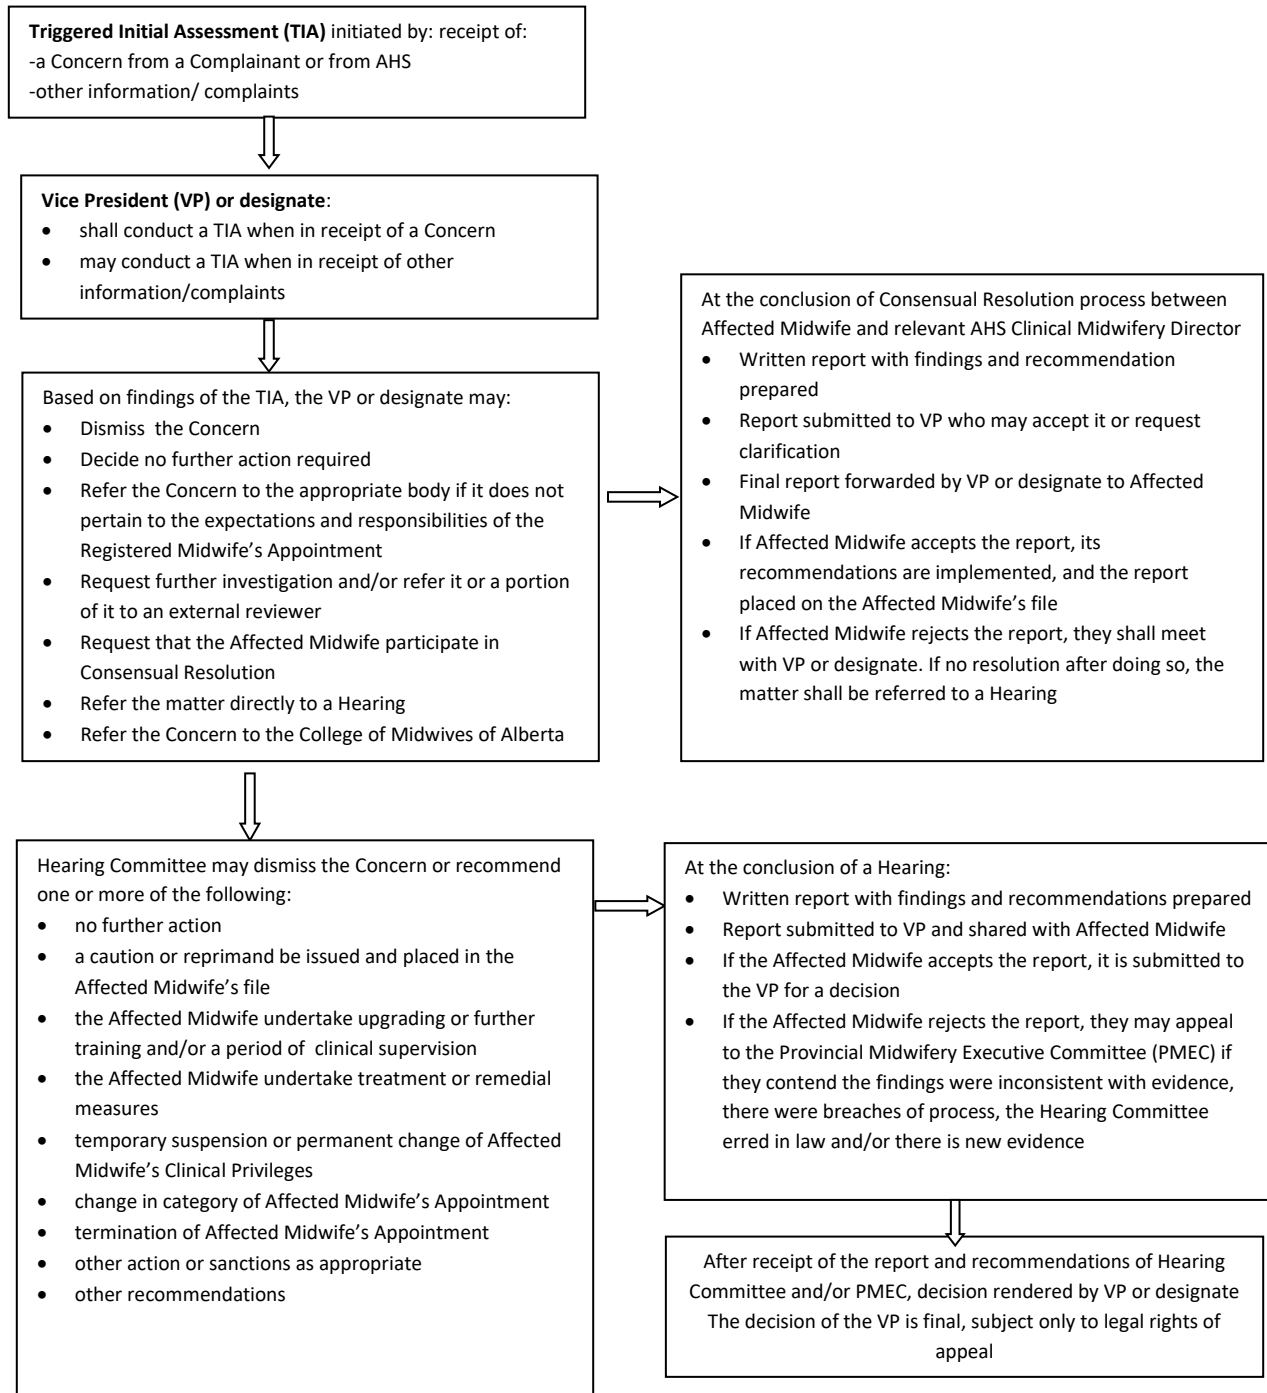 Triggered Initial Assessment (TIA) initiated by: receipt of:
-a Concern from a Complainant or from AHS
-other information/ complaints
Vice President (VP) or designate:
• shall conduct a TIA when in receipt of a Concern
• may conduct a TIA when in receipt of other
information/complaints
Based on findings of the TIA, the VP or designate may:
• Dismiss the Concern
• Decide no further action required
• Refer the Concern to the appropriate body if it does not
pertain to the expectations and responsibilities of the
Registered Midwife’s Appointment
• Request further investigation and/or refer it or a portion
of it to an external reviewer
• Request that the Affected Midwife participate in
Consensual Resolution
• Refer the matter directly to a Hearing
• Refer the Concern to the College of Midwives of Alberta
At the conclusion of Consensual Resolution process between
Affected Midwife and relevant AHS Clinical Midwifery Director
• Written report with findings and recommendation
prepared
• Report submitted to VP who may accept it or request
clarification
• Final report forwarded by VP or designate to Affected
Midwife
• If Affected Midwife accepts the report, its
recommendations are implemented, and the report
placed on the Affected Midwife’s file
• If Affected Midwife rejects the report, they shall meet
with VP or designate. If no resolution after doing so, the
matter shall be referred to a Hearing
Hearing Committee may dismiss the Concern or recommend
one or more of the following:
• no further action
• a caution or reprimand be issued and placed in the
Affected Midwife’s file
• the Affected Midwife undertake upgrading or further
training and/or a period of clinical supervision
• the Affected Midwife undertake treatment or remedial
measures
• temporary suspension or permanent change of Affected
Midwife’s Clinical Privileges
• change in category of Affected Midwife’s Appointment
• termination of Affected Midwife’s Appointment
• other action or sanctions as appropriate
• other recommendations
At the conclusion of a Hearing:
• Written report with findings and recommendations prepared
• Report submitted to VP and shared with Affected Midwife
• If the Affected Midwife accepts the report, it is submitted to
the VP for a decision
• If the Affected Midwife rejects the report, they may appeal
to the Provincial Midwifery Executive Committee (PMEC) if
they contend the findings were inconsistent with evidence,
there were breaches of process, the Hearing Committee
erred in law and/or there is new evidence
After receipt of the report and recommendations of Hearing
Committee and/or PMEC, decision rendered by VP or designate
The decision of the VP is final, subject only to legal rights of
appeal